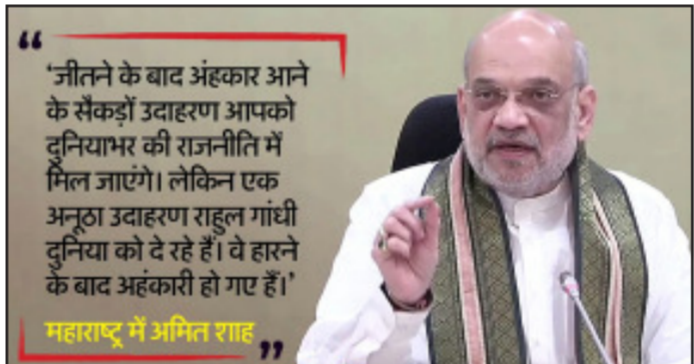 “
‘जीतने के बाद अंहकार आने
के सैकड़ों उदाहरण आपको
दुनियाभर की राजनीति में
मिल जाएंगे। लेकिन एक
अनूठा उदाहरण राहुल गांधी
दुनिया को दे रहे हैं। वे हारने
के बाद अहंकारी हो गए हैं।’
महाराष्ट्र में अमित शाह
”